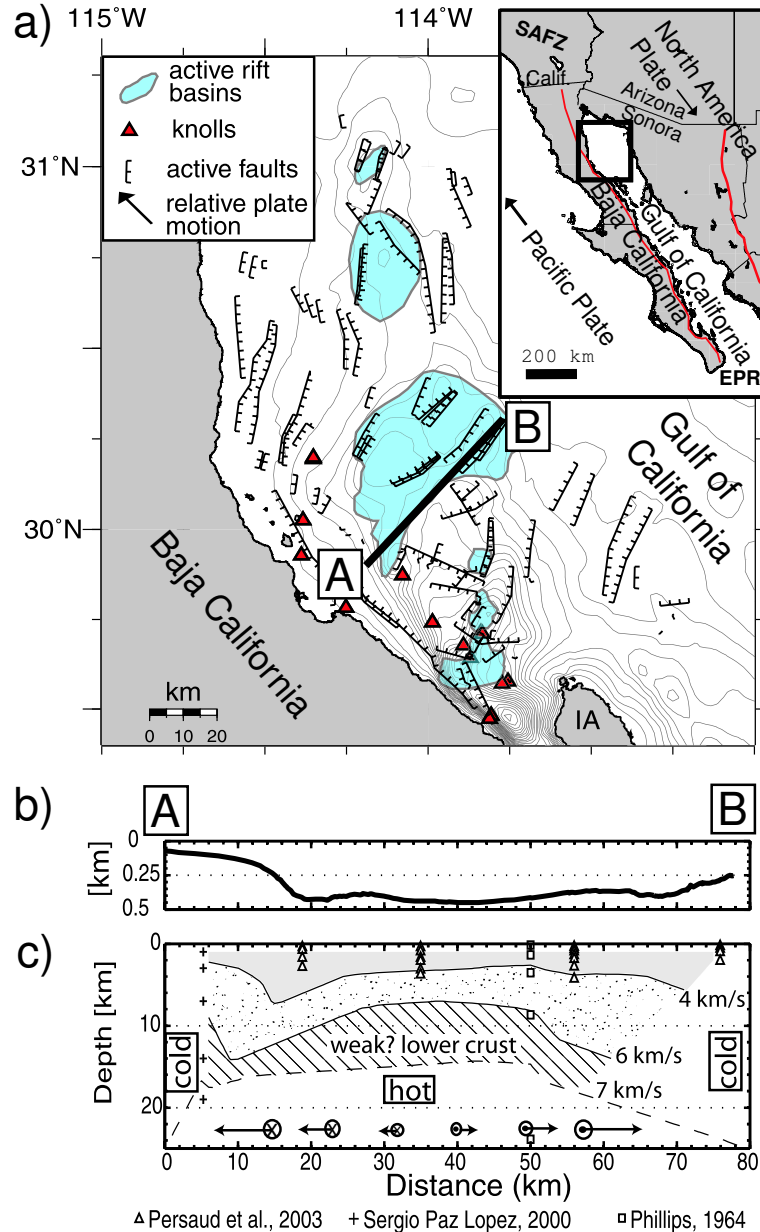 a)
115°W
114°W
active rift
basins
knolls
active faults
relative plate
motion
31°N
30°N
SAFZ
Calif.
Arizona
Sonora
North America
Plate
Baja
California
Gulf of California
Pacific Plate
200 km
EPR
Gulf of
California
Baja California
A
B
IA
km
0 10 20
b)
A
B
[km]
0
0.25
0.5
c)
Depth [km]
0
10
20
4 km/s
6 km/s
7 km/s
weak? lower crust
cold
hot
cold
0 10 20 30 40 50 60 70 80
Distance (km)
Persaud et al., 2003 + Sergio Paz Lopez, 2000 Phillips, 1964